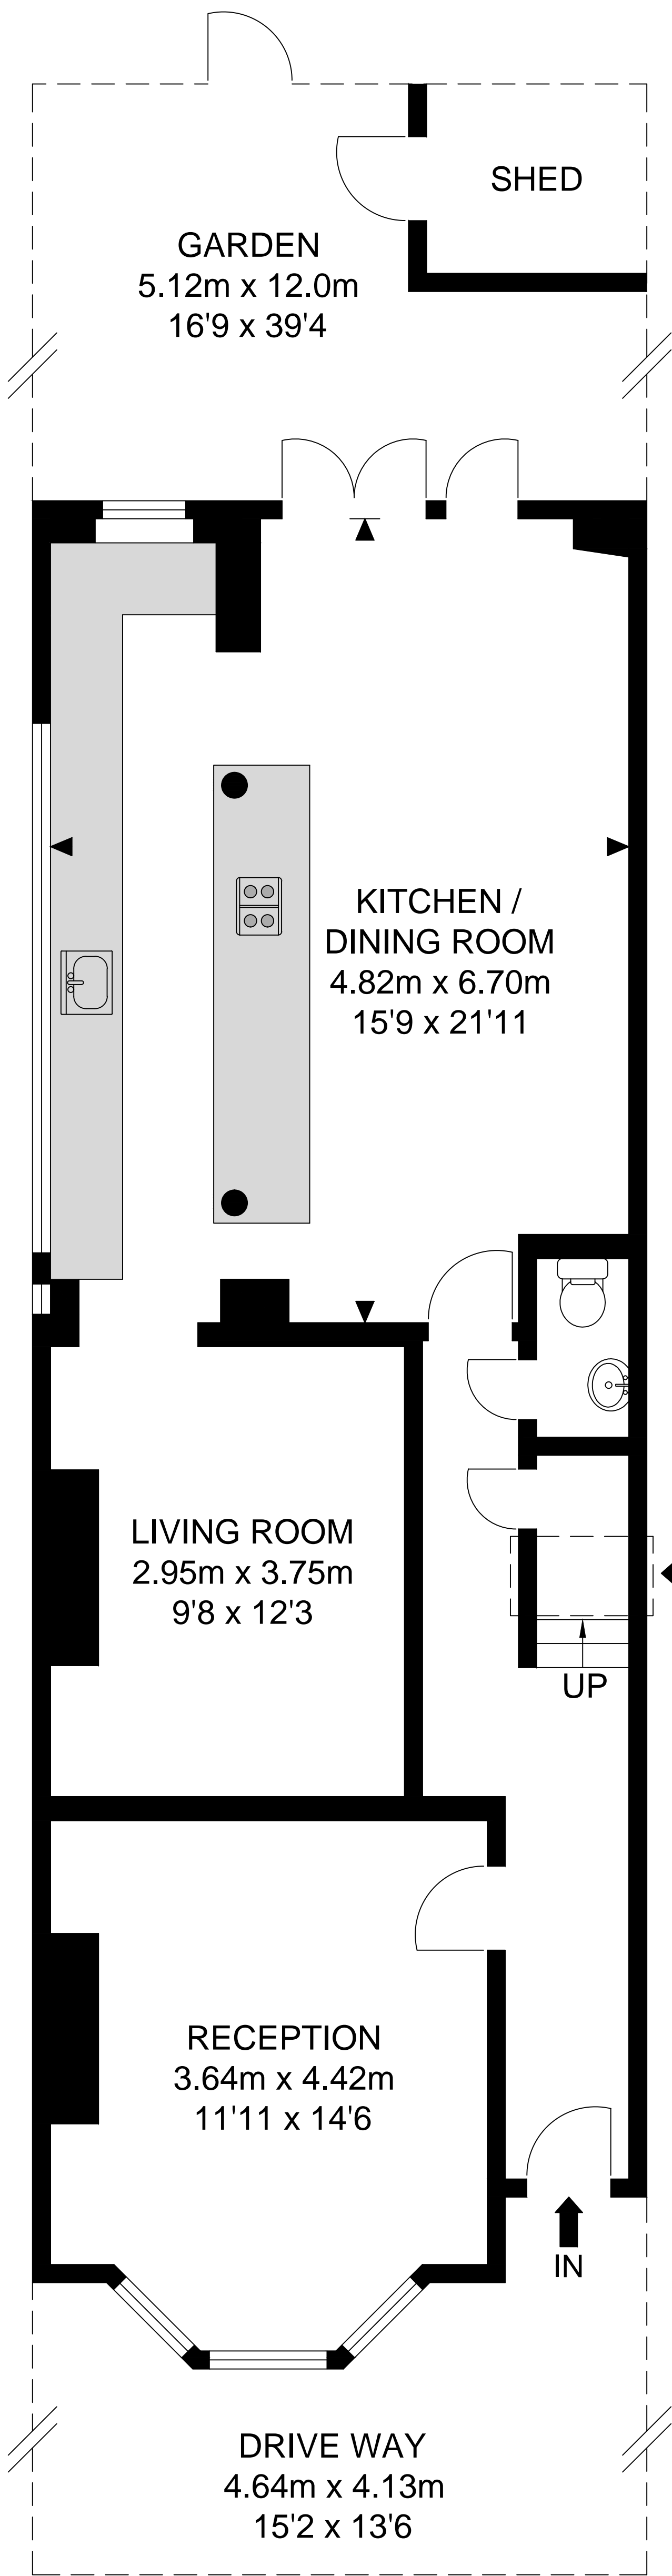 SHED
GARDEN
5.12m x 12.0m
16'9 x 39'4
KITCHEN /
DINING ROOM
4.82m x 6.70m
15'9 x 21'11
LIVING ROOM
2.95m x 3.75m
9'8 x 12'3
UP
RECEPTION
3.64m x 4.42m
11'11 x 14'6
IN
DRIVE WAY
4.64m x 4.13m
15'2 x 13'6